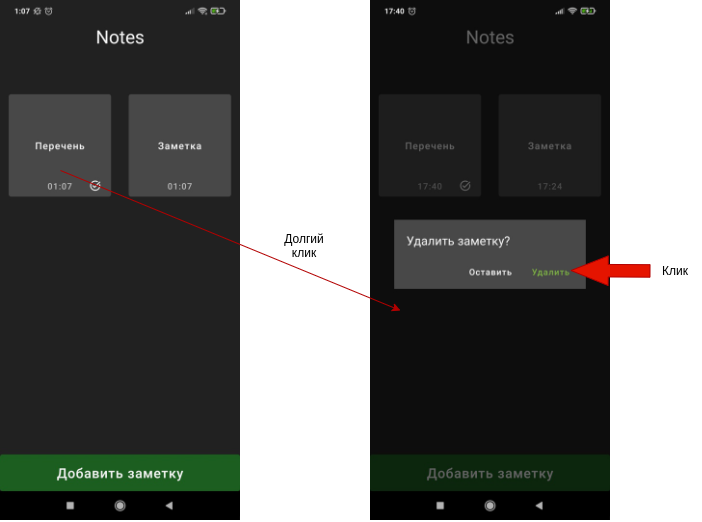 1:07
Notes
Перечень
Заметка
01:07
01:07
Добавить заметку
Долгий
клик
17:40
Notes
Перечень
Заметка
17:40
17:24
Удалить заметку?
Оставить Удалить
Добавить заметку
Клик